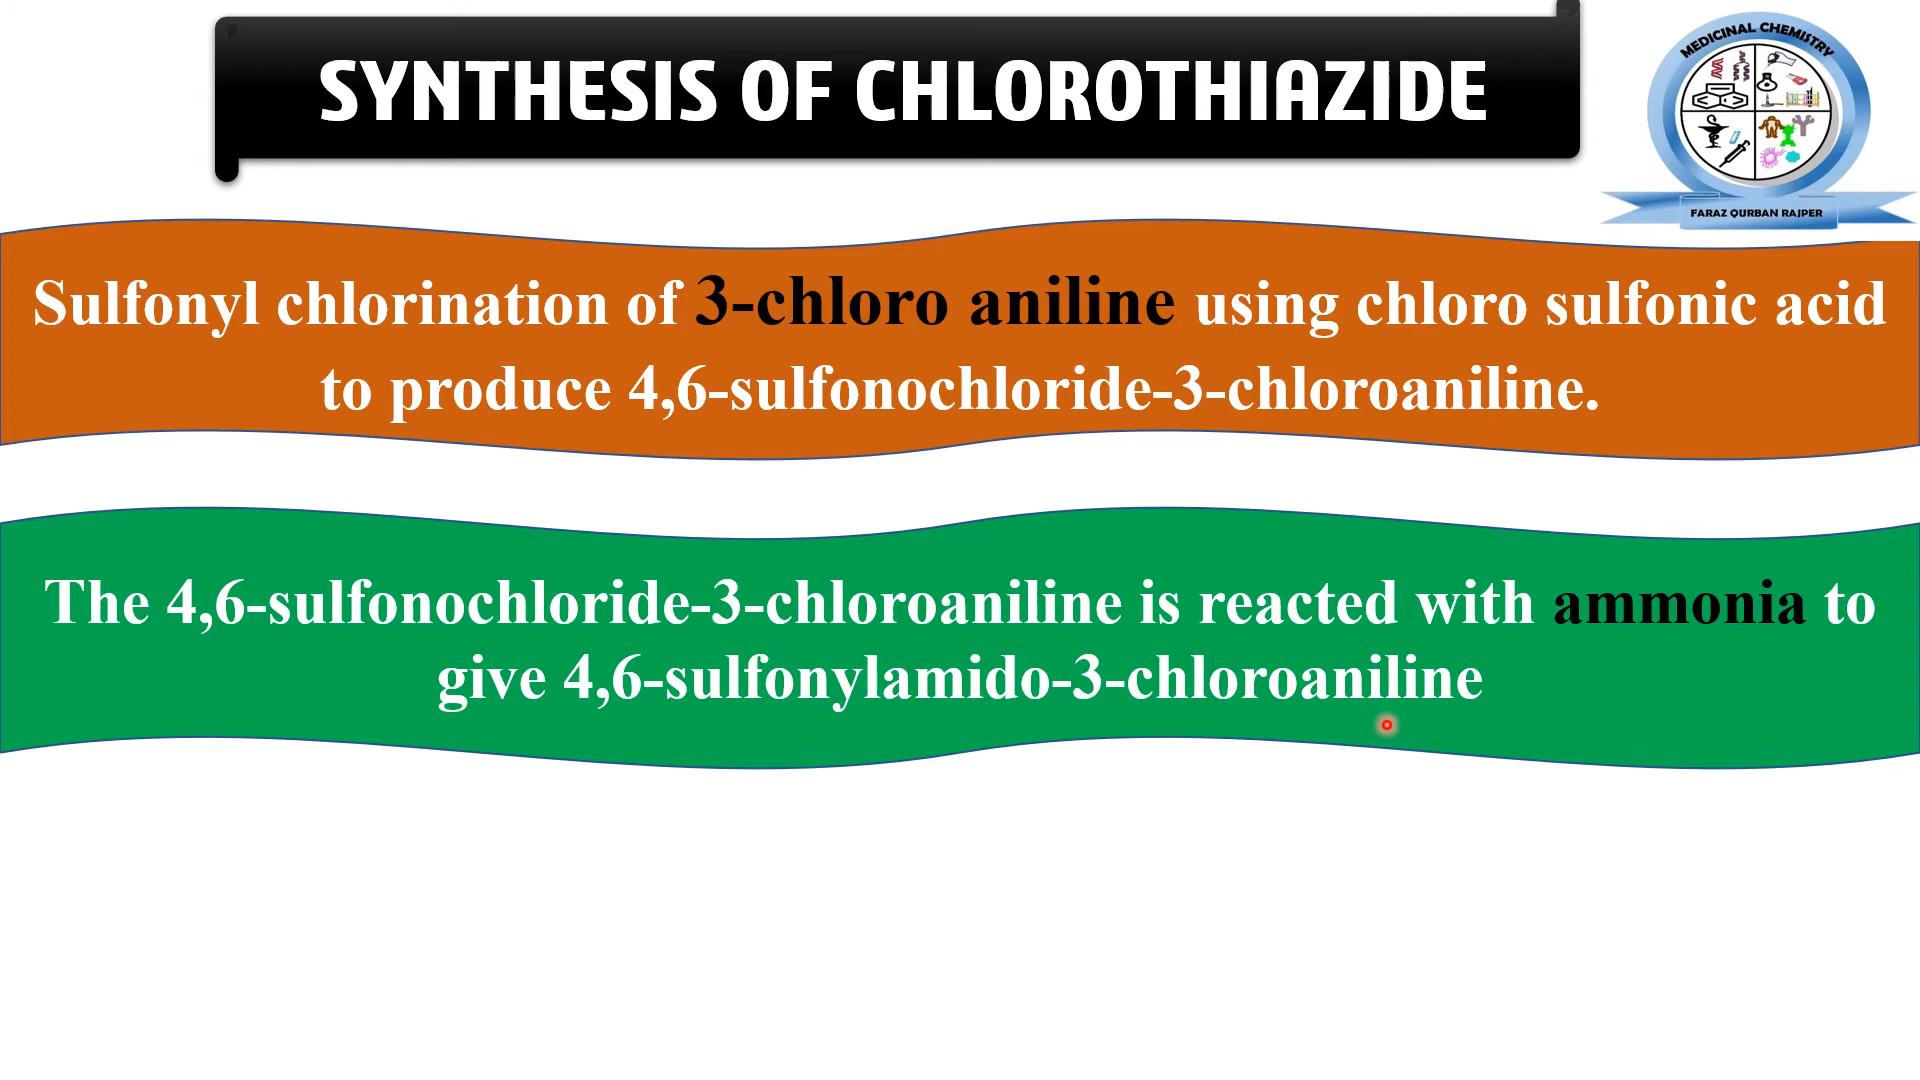 SYNTHESIS OF CHLOROTHIAZIDE
MEDICINAL CHEMISTRY
FARAZ QURBAN RAJPER
Sulfonyl chlorination of 3-chloro aniline using chloro sulfonic acid
to produce 4,6-sulfonochloride-3-chloroaniline.
The 4,6-sulfonochloride-3-chloroaniline is reacted with ammonia to
give 4,6-sulfonylamido-3-chloroaniline